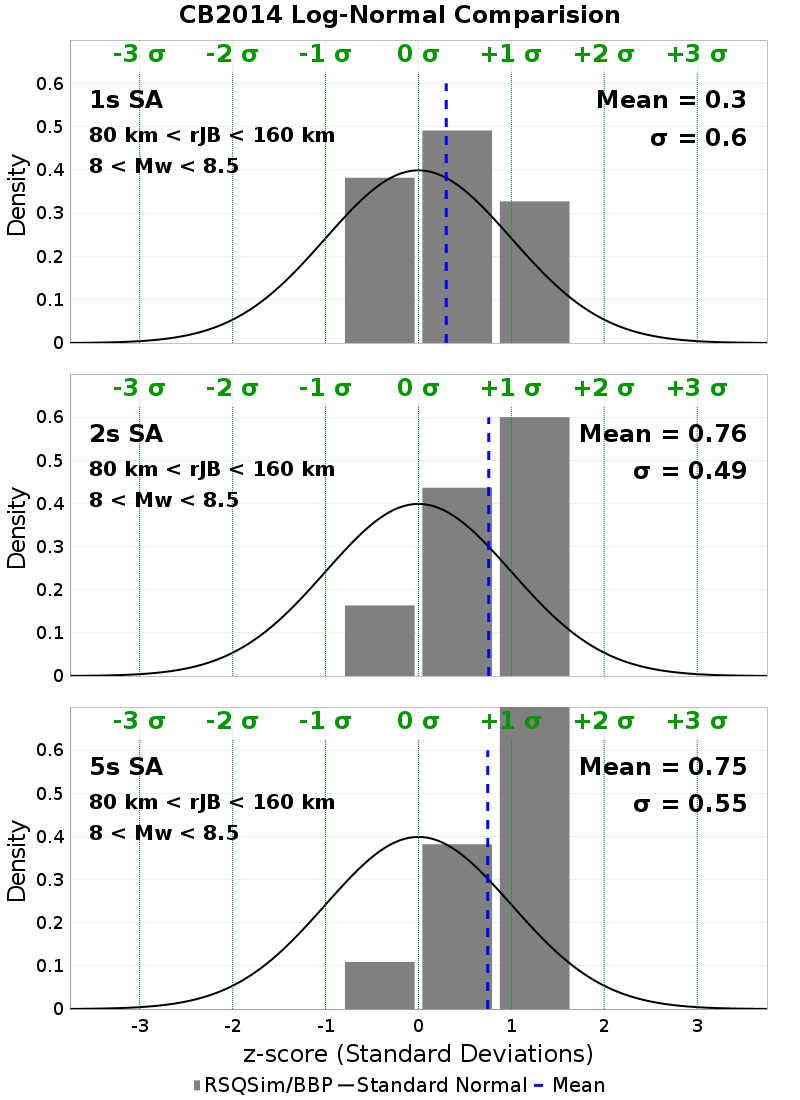 CB2014 Log-Normal Comparision
-3 σ -2 σ -1 σ 0 σ +1 σ +2 σ +3 σ
0.6
1s SA
Mean = 0.3
0.5
80 km < rJB < 160 km
σ = 0.6
8 < Mw < 8.5
0.4
0.3
0.2
0.1
0
Density
-3 σ -2 σ -1 σ 0 σ +1 σ +2 σ +3 σ
0.6
2s SA
Mean = 0.76
0.5
80 km < rJB < 160 km
σ = 0.49
8 < Mw < 8.5
0.4
0.3
0.2
0.1
0
Density
-3 σ -2 σ -1 σ 0 σ +1 σ +2 σ +3 σ
0.6
5s SA
Mean = 0.75
0.5
80 km < rJB < 160 km
σ = 0.55
8 < Mw < 8.5
0.4
0.3
0.2
0.1
0
Density
-3 -2 -1 0 1 2 3
z-score (Standard Deviations)
RSQSim/BBP Standard Normal Mean